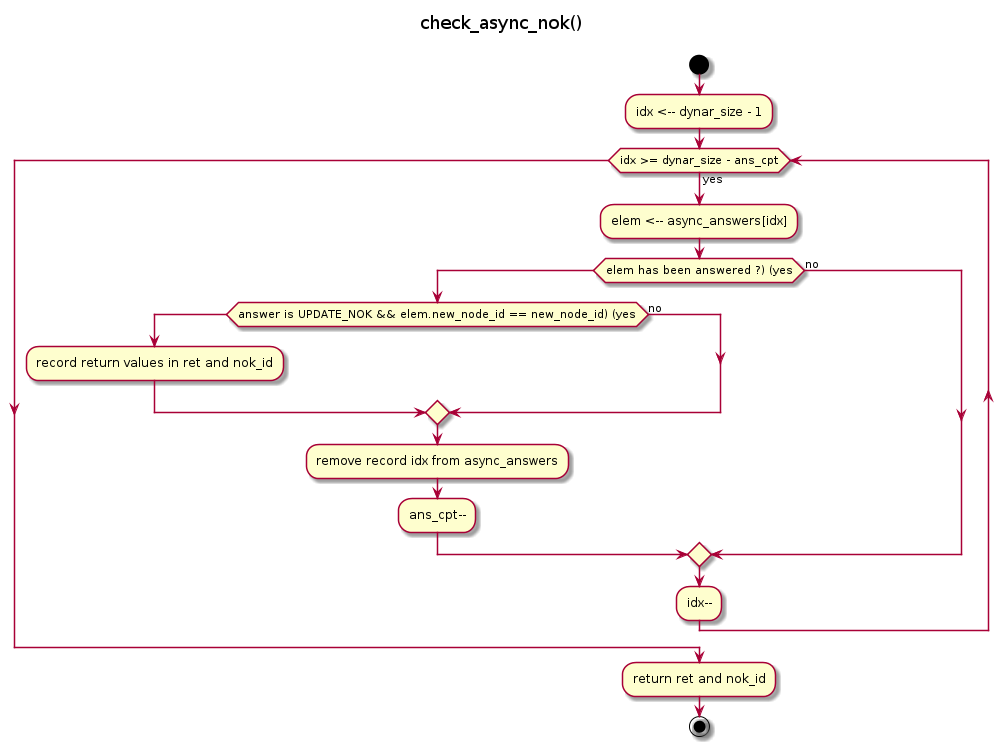 check_async_nok()
idx <-- dynar_size - 1
idx >= dynar_size - ans_cpt
yes
elem <-- async_answers[idx]
elem has been answered ?) (yes
no
answer is UPDATE_NOK && elem.new_node_id == new_node_id) (yes
no
record return values in ret and nok_id
remove record idx from async_answers
ans_cpt--
idx--
return ret and nok_id